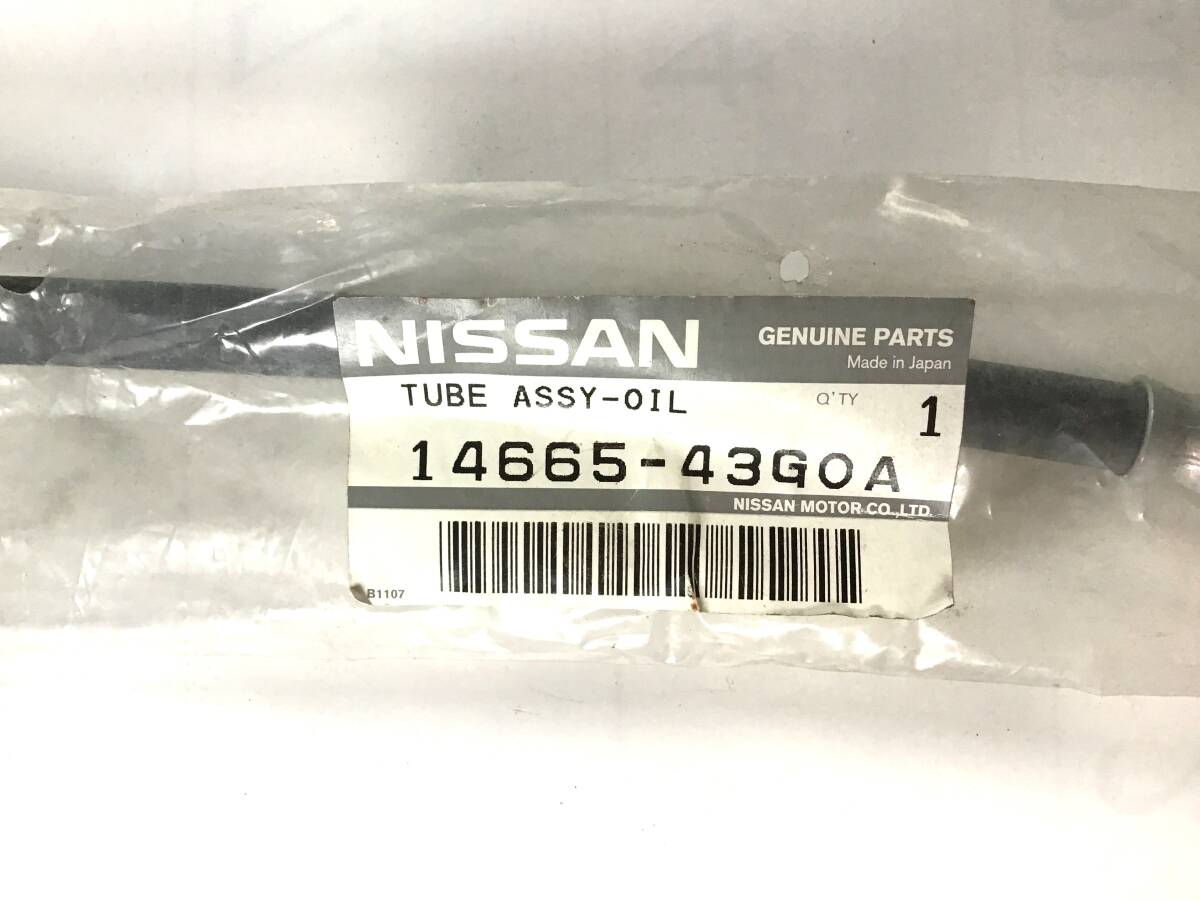 NISSAN
GENUINE PARTS
Made in Japan
TUBE ASSY-OIL
Q'TY 1
14665-43G0A
NISSAN MOTOR CO.,LTD.
B1107